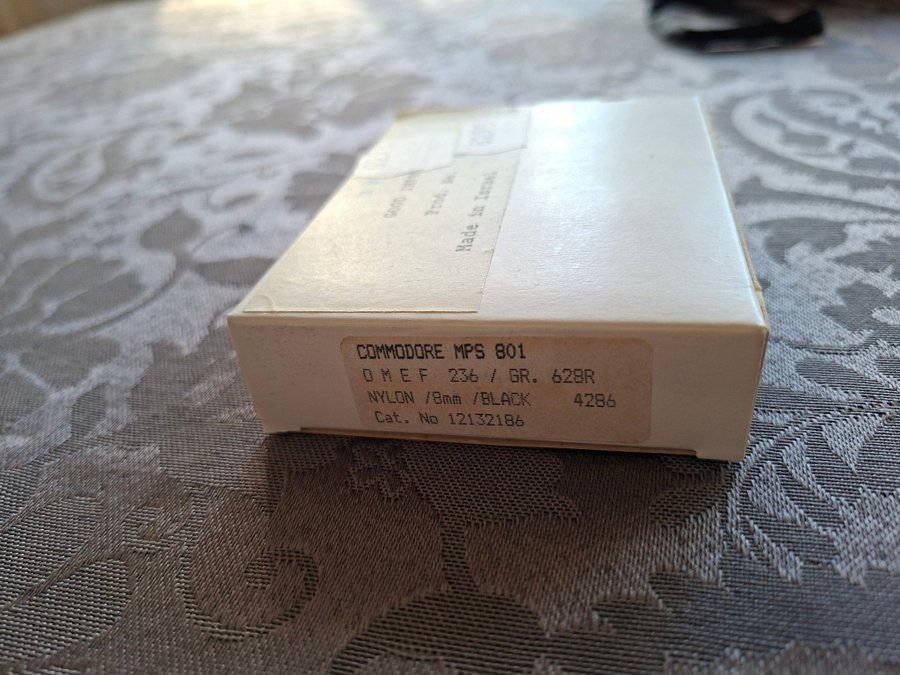 Made in Israel
COMMODORE MPS 801
O M E F 236 / GR. 628R
NYLON /8mm /BLACK 4286
Cat. No 12132186